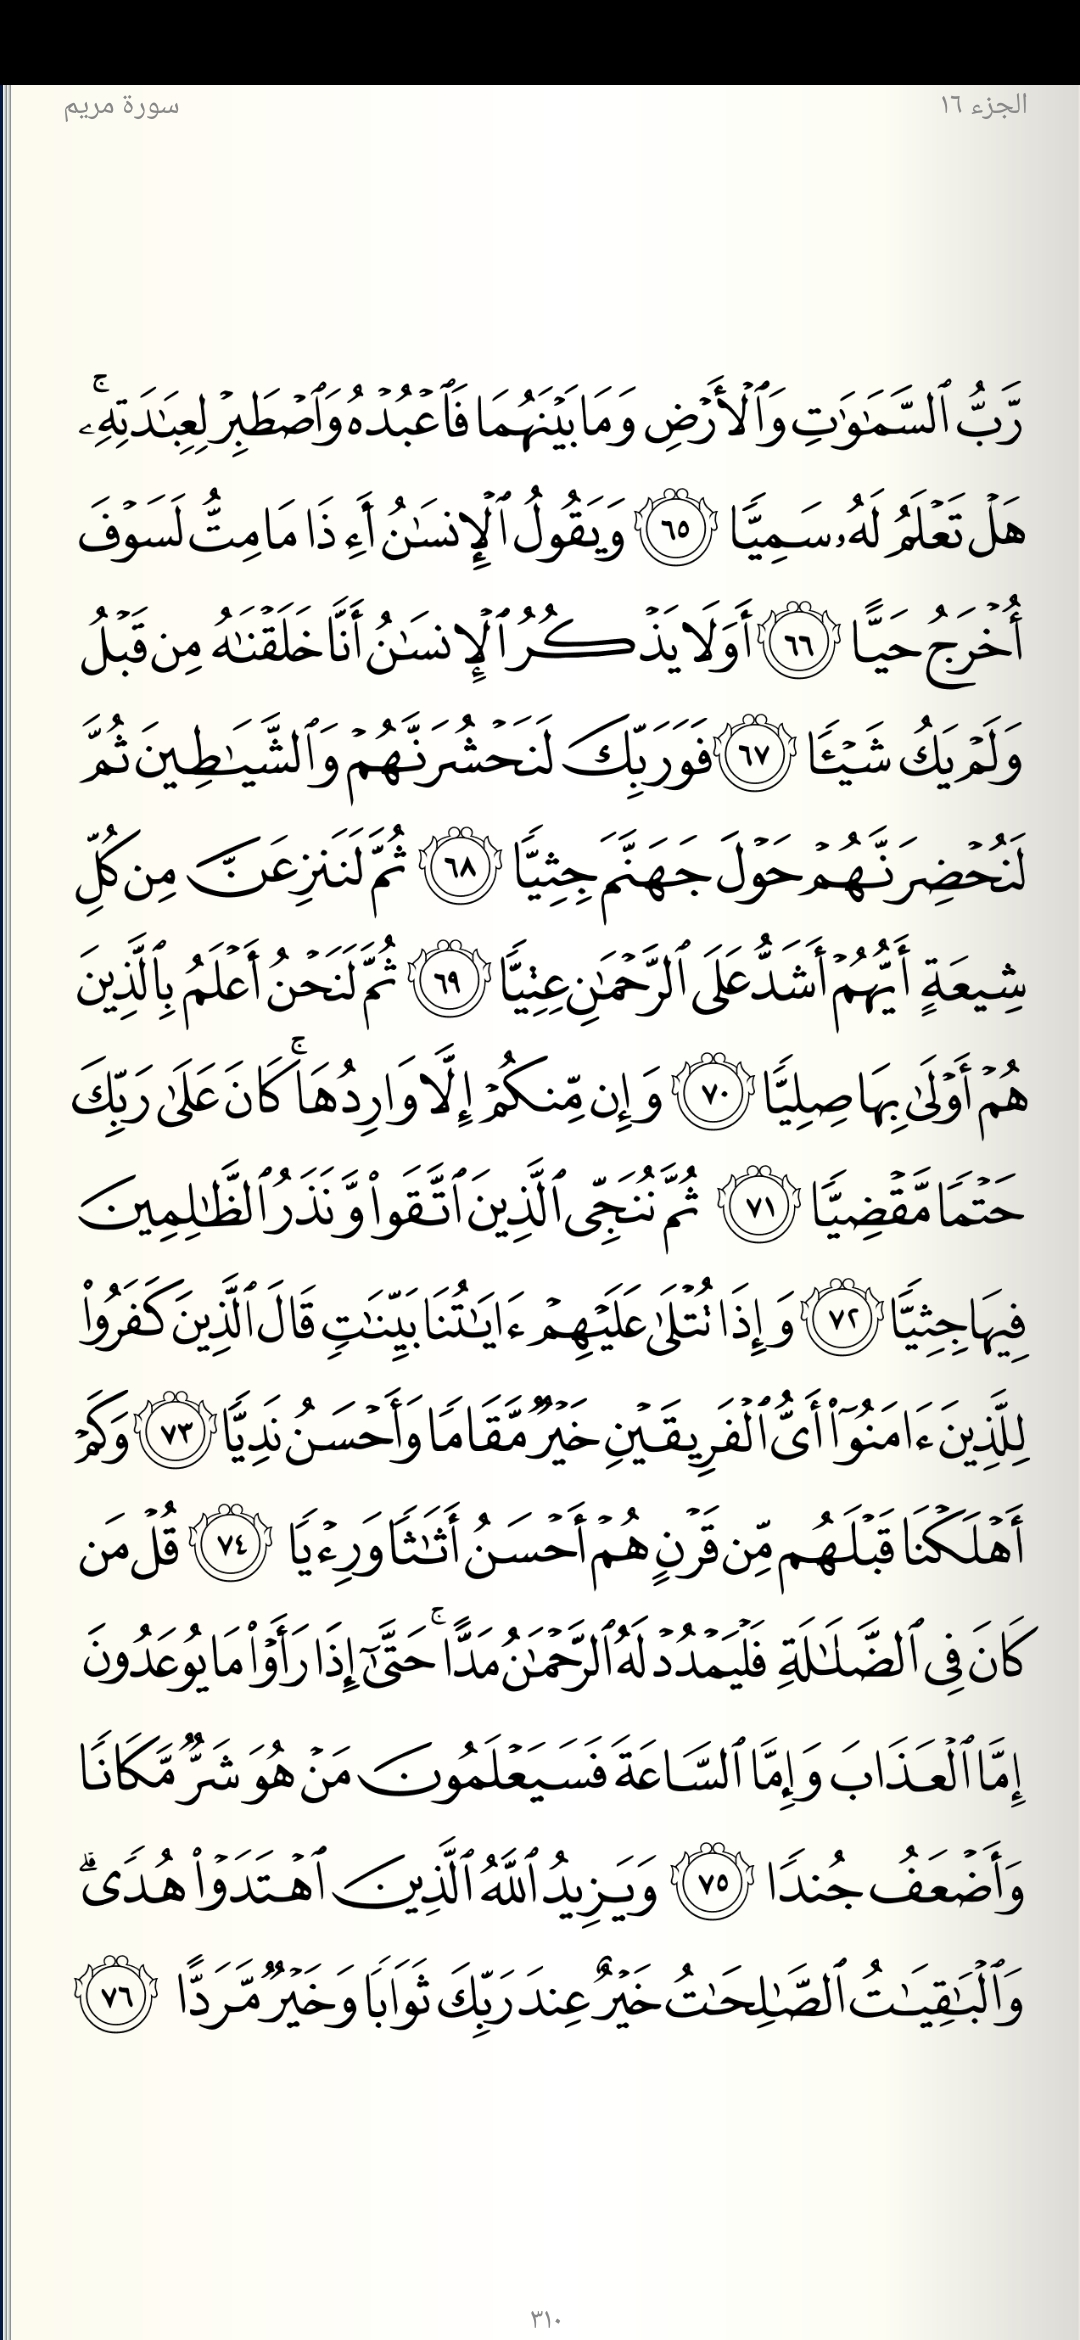 سورة مريم
الجزء ١٦
رَّبُّ ٱلسَّمَٰوَٰتِ وَٱلۡأَرۡضِ وَمَا بَيۡنَهُمَا فَٱعۡبُدۡهُ وَٱصۡطَبِرۡ لِعِبَٰدَتِهِۦۚ
هَلۡ تَعۡلَمُ لَهُۥ سَمِيّٗا ٦٥ وَيَقُولُ ٱلۡإِنسَٰنُ أَءِذَا مَا مِتُّ لَسَوۡفَ
أُخۡرَجُ حَيًّا ٦٦ أَوَلَا يَذۡكُرُ ٱلۡإِنسَٰنُ أَنَّا خَلَقۡنَٰهُ مِن قَبۡلُ
وَلَمۡ يَكُ شَيۡـٔٗا ٦٧ فَوَرَبِّكَ لَنَحۡشُرَنَّهُمۡ وَٱلشَّيَٰطِينَ ثُمَّ
لَنُحۡضِرَنَّهُمۡ حَوۡلَ جَهَنَّمَ جِثِيّٗا ٦٨ ثُمَّ لَنَنزِعَنَّ مِن كُلِّ
شِيعَةٍ أَيُّهُمۡ أَشَدُّ عَلَى ٱلرَّحۡمَٰنِ عِتِيّٗا ٦٩ ثُمَّ لَنَحۡنُ أَعۡلَمُ بِٱلَّذِينَ
هُمۡ أَوۡلَىٰ بِهَا صِلِيّٗا ٧٠ وَإِن مِّنكُمۡ إِلَّا وَارِدُهَاۚ كَانَ عَلَىٰ رَبِّكَ
حَتۡمٗا مَّقۡضِيّٗا ٧١ ثُمَّ نُنَجِّي ٱلَّذِينَ ٱتَّقَواْ وَّنَذَرُ ٱلظَّٰلِمِينَ
فِيهَا جِثِيّٗا ٧٢ وَإِذَا تُتۡلَىٰ عَلَيۡهِمۡ ءَايَٰتُنَا بَيِّنَٰتٖ قَالَ ٱلَّذِينَ كَفَرُواْ
لِلَّذِينَ ءَامَنُوٓاْ أَيُّ ٱلۡفَرِيقَيۡنِ خَيۡرٞ مَّقَامٗا وَأَحۡسَنُ نَدِيّٗا ٧٣ وَكَمۡ
أَهۡلَكۡنَا قَبۡلَهُم مِّن قَرۡنٍ هُمۡ أَحۡسَنُ أَثَٰثٗا وَرِءۡيٗا ٧٤ قُلۡ مَن
كَانَ فِي ٱلضَّلَٰلَةِ فَلۡيَمۡدُدۡ لَهُ ٱلرَّحۡمَٰنُ مَدًّاۚ حَتَّىٰٓ إِذَا رَأَوۡاْ مَا يُوعَدُونَ
إِمَّا ٱلۡعَذَابَ وَإِمَّا ٱلسَّاعَةَ فَسَيَعۡلَمُونَ مَنۡ هُوَ شَرّٞ مَّكَانٗا
وَأَضۡعَفُ جُندٗا ٧٥ وَيَزِيدُ ٱللَّهُ ٱلَّذِينَ ٱهۡتَدَوۡاْ هُدٗىۗ
وَٱلۡبَٰقِيَٰتُ ٱلصَّٰلِحَٰتُ خَيۡرٌ عِندَ رَبِّكَ ثَوَابٗا وَخَيۡرٞ مَّرَدًّا ٧٦
٣١٠